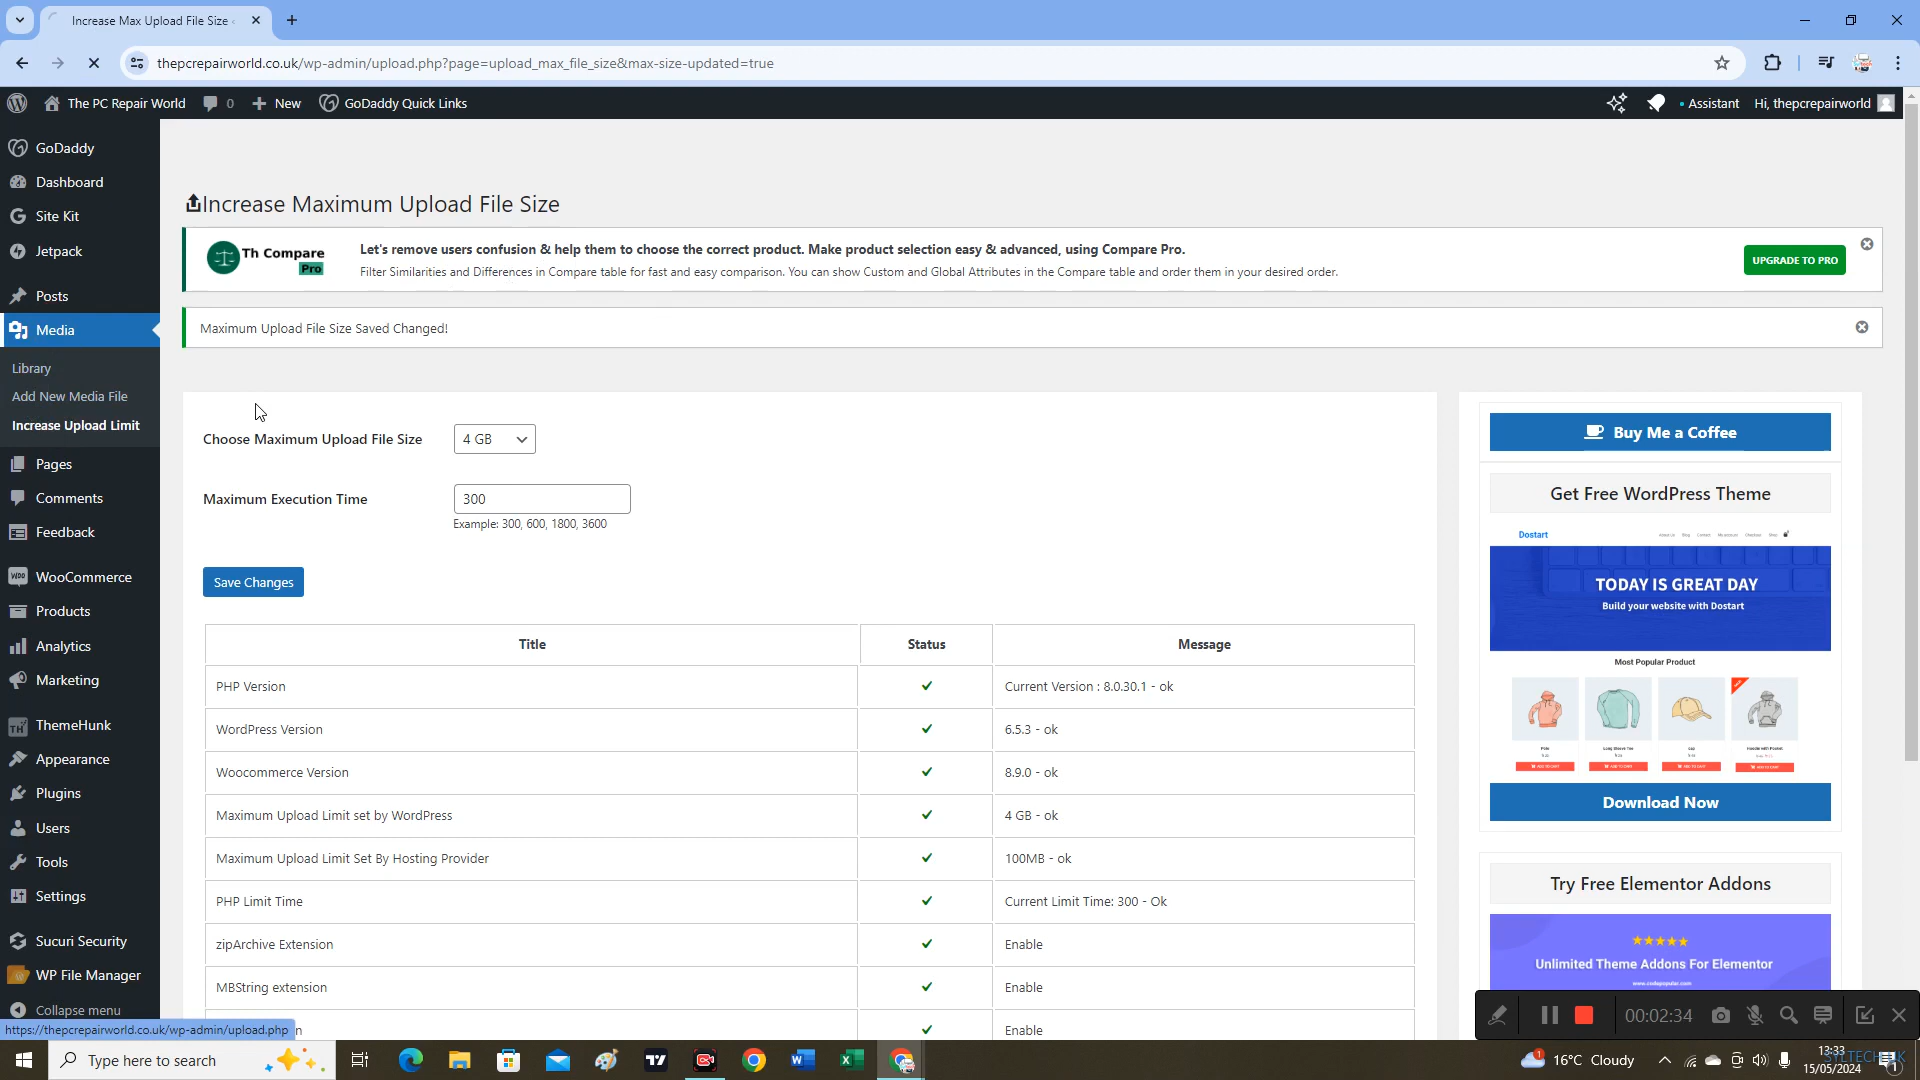 Increase Max Upload File Size
thepcrepairworld.co.uk/wp-admin/upload.php?page=upload_max_file_size&max-size-updated=true
The PC Repair World
0
New
GoDaddy Quick Links
Assistant
Hi, thepcrepairworld
GoDaddy
Dashboard
Site Kit
Jetpack
Posts
Media
Library
Add New Media File
Increase Upload Limit
Pages
Comments
Feedback
WooCommerce
Products
Analytics
Marketing
ThemeHunk
Appearance
Plugins
Users
Tools
Settings
Sucuri Security
WP File Manager
Collapse menu
https://thepcrepairworld.co.uk/wp-admin/upload.php
Increase Maximum Upload File Size
Th Compare
Pro
Let's remove users confusion & help them to choose the correct product. Make product selection easy & advanced, using Compare Pro.
Filter Similarities and Differences in Compare table for fast and easy comparison. You can show Custom and Global Attributes in the Compare table and order them in your desired order.
UPGRADE TO PRO
Maximum Upload File Size Saved Changed!
Choose Maximum Upload File Size
4 GB
Maximum Execution Time
300
Example: 300, 600, 1800, 3600
Save Changes
Title Status Message
PHP Version Current Version : 8.0.30.1 - ok
WordPress Version 6.5.3 - ok
Woocommerce Version 8.9.0 - ok
Maximum Upload Limit set by WordPress 4 GB - ok
Maximum Upload Limit Set By Hosting Provider 100MB - ok
PHP Limit Time Current Limit Time: 300 - Ok
zipArchive Extension Enable
MBString extension Enable
n Enable
Buy Me a Coffee
Get Free WordPress Theme
Dostart
TODAY IS GREAT DAY
Build your website with Dostart
Most Popular Product
Download Now
Try Free Elementor Addons
Unlimited Theme Addons For Elementor
www.codepopular.com
00:02:34
Type here to search
16°C Cloudy
13:33
15/05/2024